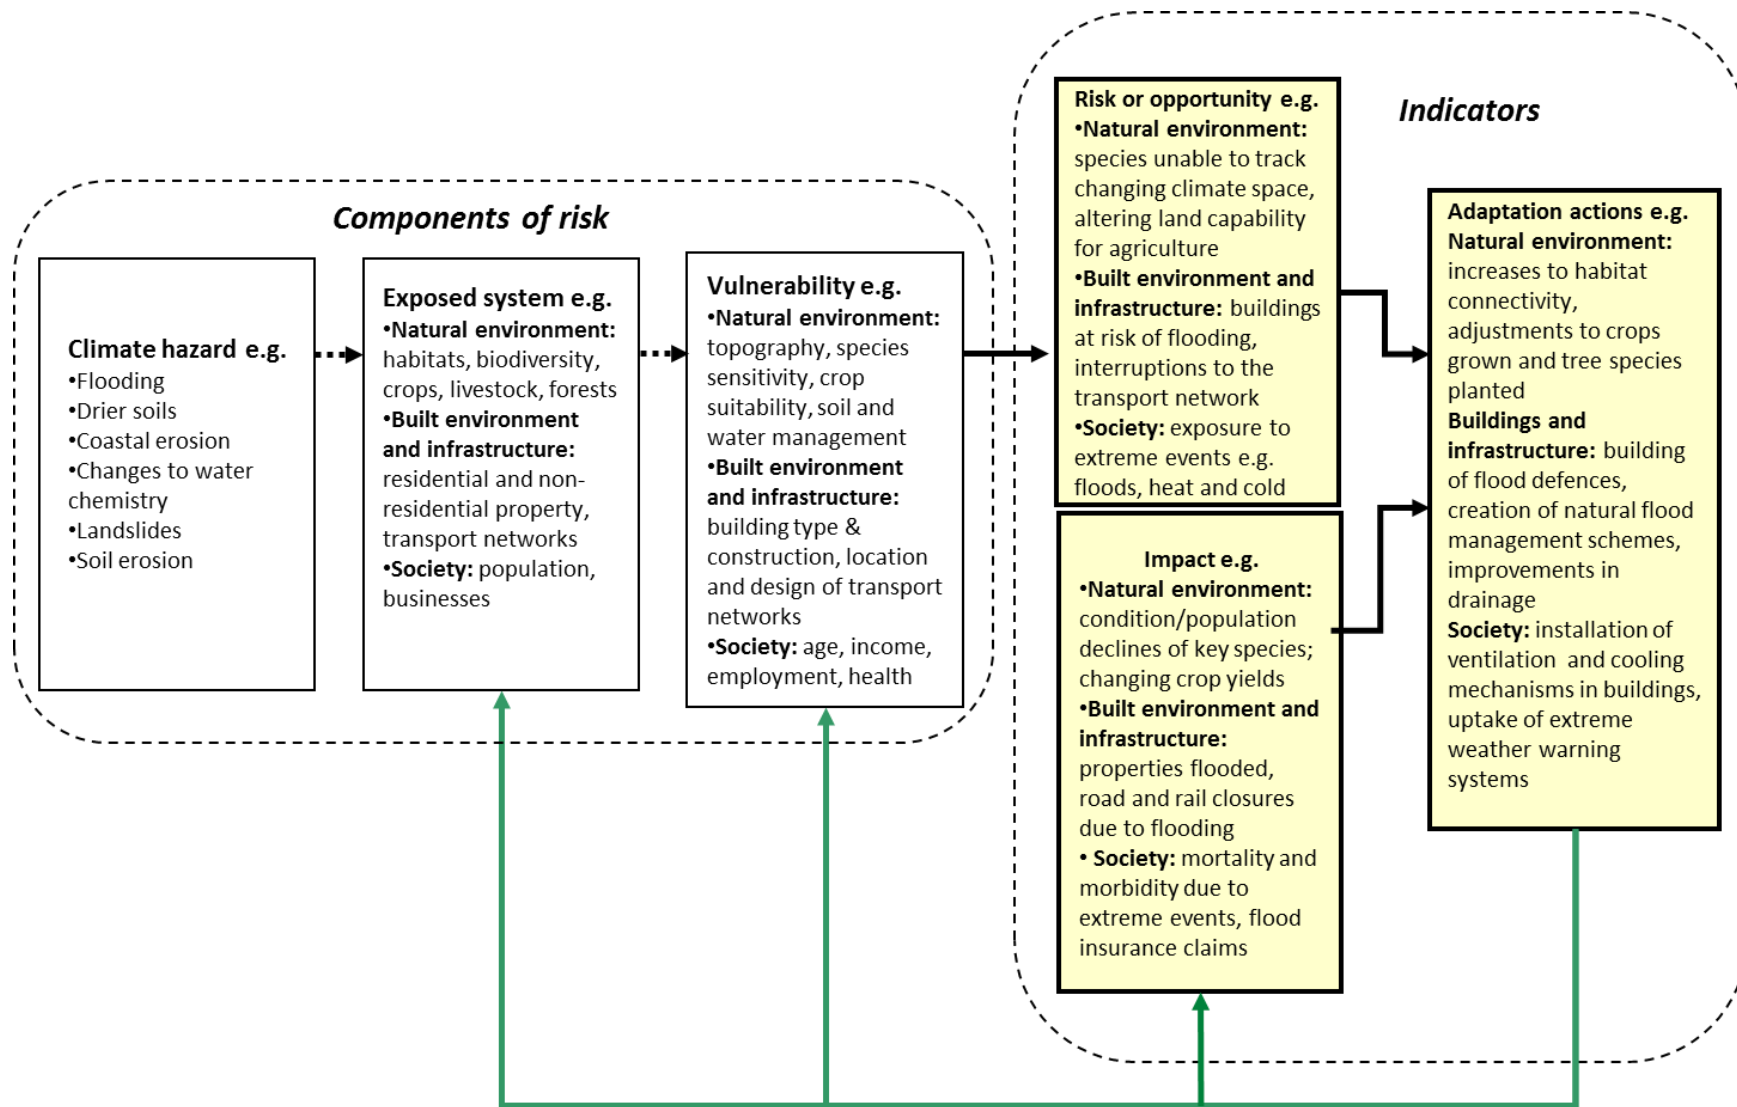 Components of risk
Climate hazard e.g.
•Flooding
•Drier soils
•Coastal erosion
•Changes to water
chemistry
•Landslides
•Soil erosion
Exposed system e.g.
•Natural environment:
habitats, biodiversity,
crops, livestock, forests
•Built environment
and infrastructure:
residential and non-
residential property,
transport networks
•Society: population,
businesses
Vulnerability e.g.
•Natural environment:
topography, species
sensitivity, crop
suitability, soil and
water management
•Built environment
and infrastructure:
building type &
construction, location
and design of transport
networks
•Society: age, income,
employment, health
Indicators
Risk or opportunity e.g.
•Natural environment:
species unable to track
changing climate space,
altering land capability
for agriculture
•Built environment and
infrastructure: buildings
at risk of flooding,
interruptions to the
transport network
•Society: exposure to
extreme events e.g.
floods, heat and cold
Impact e.g.
•Natural environment:
condition/population
declines of key species;
changing crop yields
•Built environment and
infrastructure:
properties flooded,
road and rail closures
due to flooding
• Society: mortality and
morbidity due to
extreme events, flood
insurance claims
Adaptation actions e.g.
Natural environment:
increases to habitat
connectivity,
adjustments to crops
grown and tree species
planted
Buildings and
infrastructure: building
of flood defences,
creation of natural flood
management schemes,
improvements in
drainage
Society: installation of
ventilation and cooling
mechanisms in buildings,
uptake of extreme
weather warning
systems